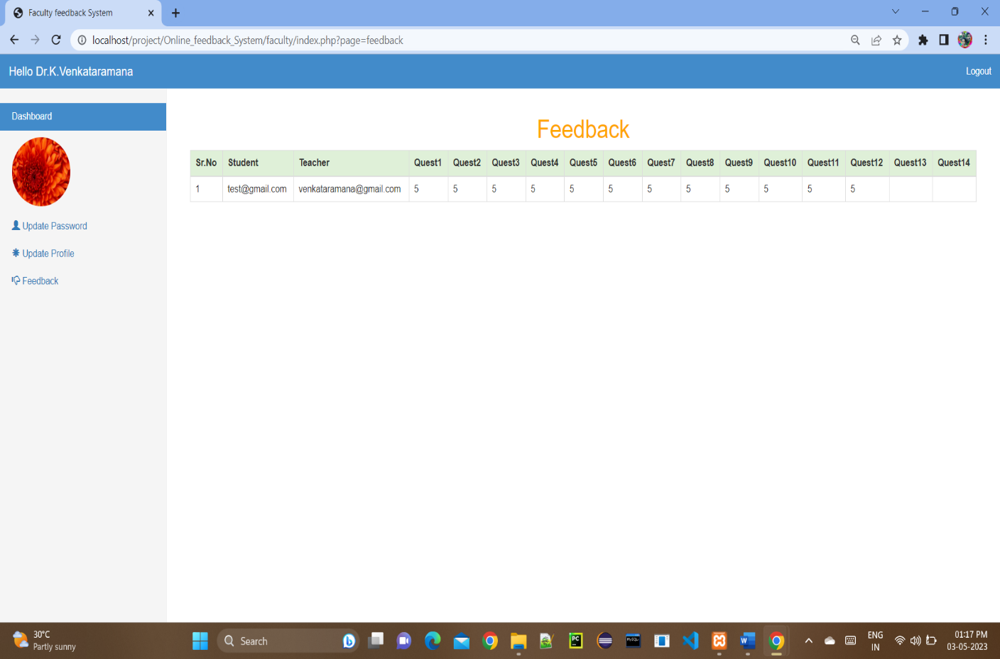 Faculty feedback System
localhost/project/Online_feedback_System/faculty/index.php?page=feedback
Hello Dr.K.Venkataramana Logout
Dashboard
Update Password
Update Profile
Feedback
Feedback
Sr.No Student Teacher Quest1 Quest2 Quest3 Quest4 Quest5 Quest6 Quest7 Quest8 Quest9 Quest10 Quest11 Quest12 Quest13 Quest14
1 test@gmail.com venkataramana@gmail.com 5 5 5 5 5 5 5 5 5 5 5 5
30°C
Partly sunny
Search
PC
MySQL
W
ENG
IN
01:17 PM
03-05-2023